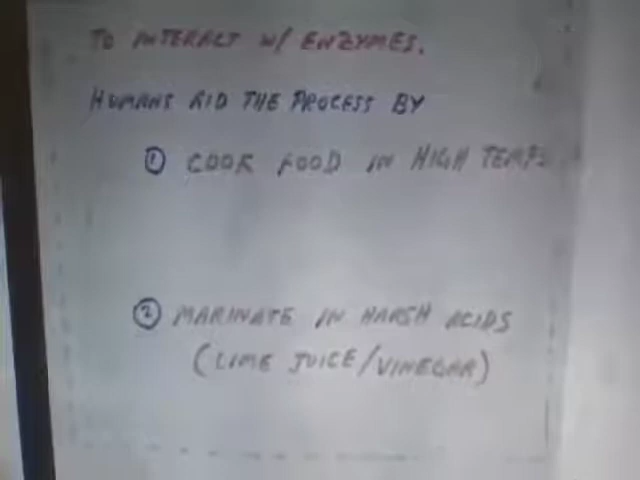 TO INTERACT W/ ENZYMES.
HUMANS AID THE PROCESS BY
① COOK FOOD IN HIGH TEMPS
② MARINATE IN HARSH ACIDS
(LIME JUICE/VINEGAR)